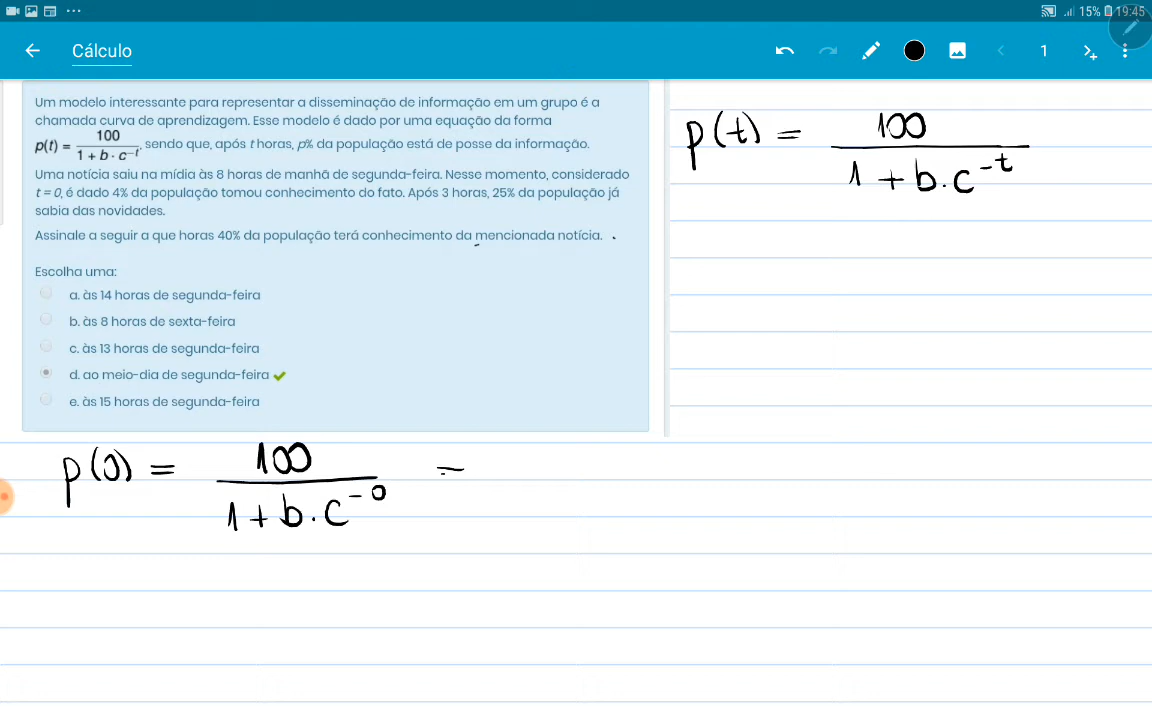 15% 19:45
Cálculo
1
Um modelo interessante para representar a disseminação de informação em um grupo é a
chamada curva de aprendizagem. Esse modelo é dado por uma equação da forma
p(t) = 100 / 1 + b · c^−t, sendo que, após t horas, p% da população está de posse da informação.
Uma notícia saiu na mídia às 8 horas de manhã de segunda-feira. Nesse momento, considerado
t = 0, é dado 4% da população tomou conhecimento do fato. Após 3 horas, 25% da população já
sabia das novidades.
Assinale a seguir a que horas 40% da população terá conhecimento da mencionada notícia.
Escolha uma:
a. às 14 horas de segunda-feira
b. às 8 horas de sexta-feira
c. às 13 horas de segunda-feira
d. ao meio-dia de segunda-feira
e. às 15 horas de segunda-feira
p(t) = 100 / 1 + b . c^-t
p(0) = 100 / 1 + b . c^-0 =